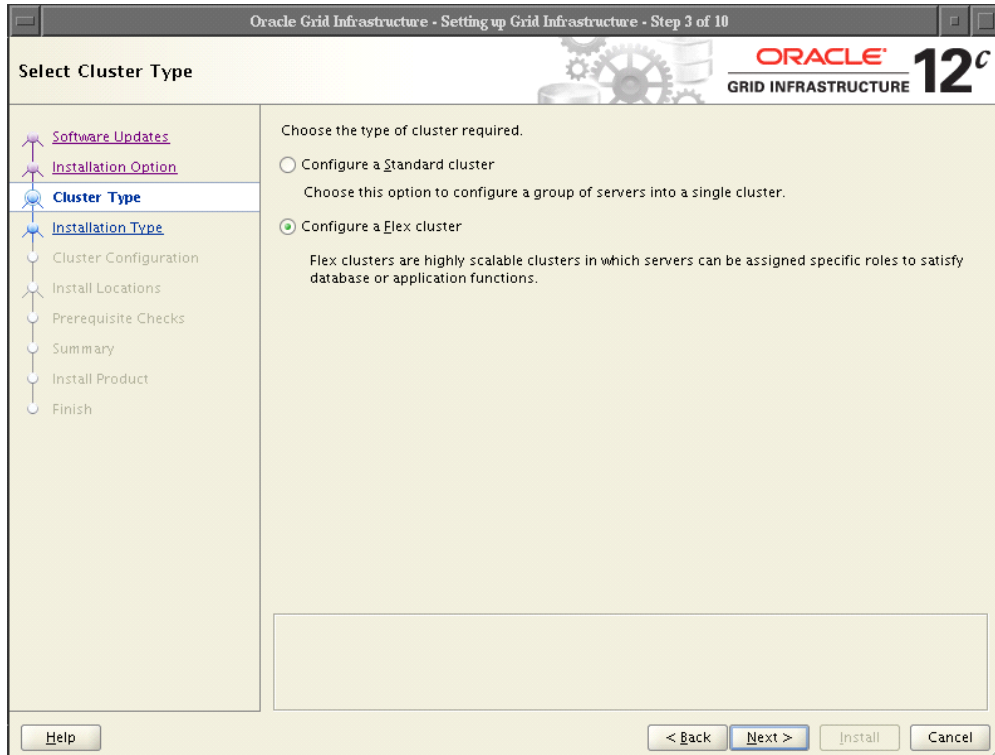 Oracle Grid Infrastructure - Setting up Grid Infrastructure - Step 3 of 10
Select Cluster Type
ORACLE®
GRID INFRASTRUCTURE
12c
Software Updates
Installation Option
Cluster Type
Installation Type
Cluster Configuration
Install Locations
Prerequisite Checks
Summary
Install Product
Finish
Choose the type of cluster required.
Configure a Standard cluster
Choose this option to configure a group of servers into a single cluster.
Configure a Flex cluster
Flex clusters are highly scalable clusters in which servers can be assigned specific roles to satisfy
database or application functions.
Help
< Back
Next >
Install
Cancel